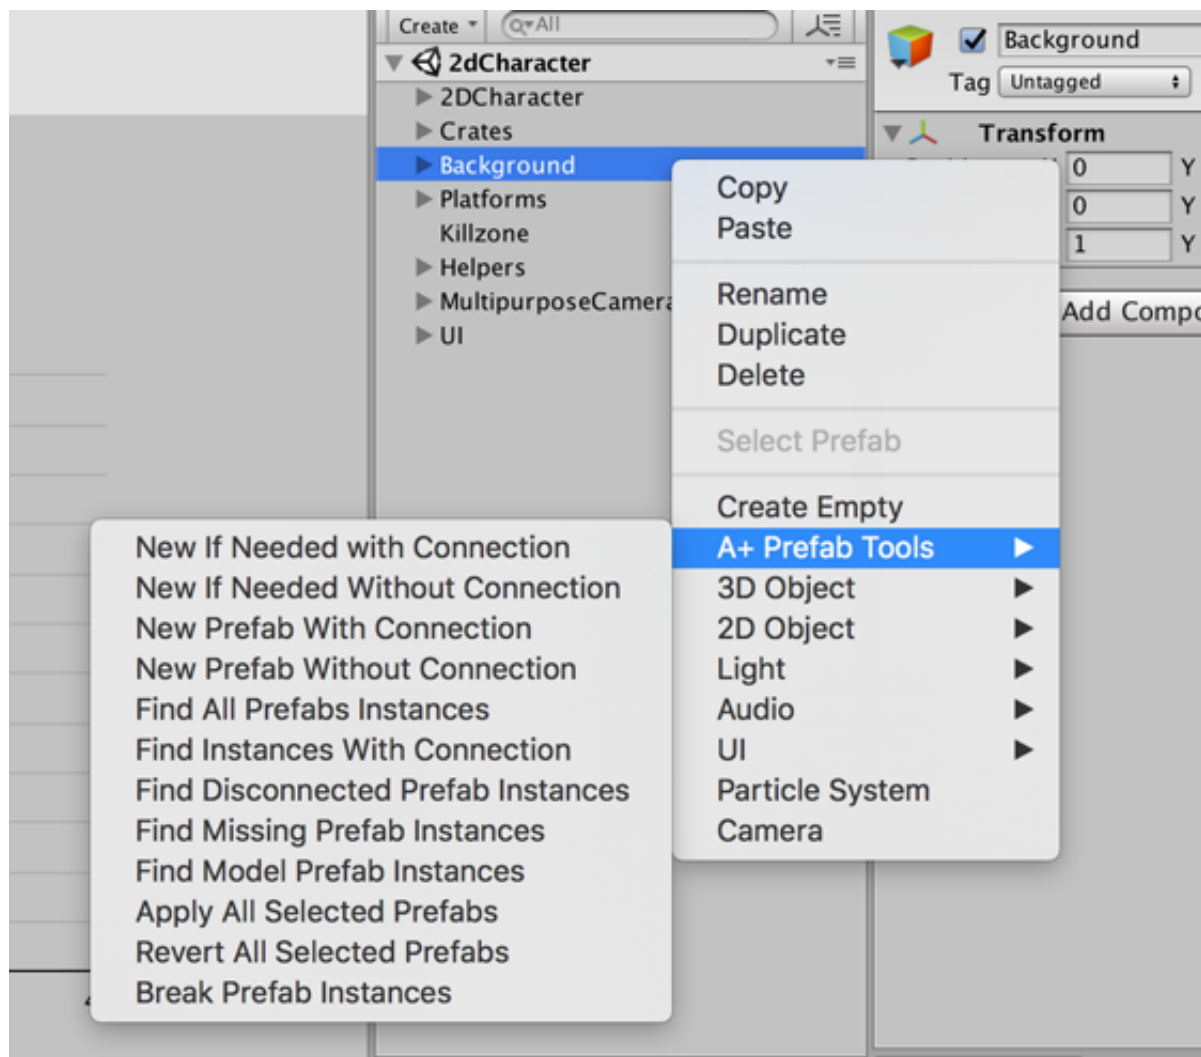 Create All
2dCharacter
2DCharacter
Crates
Background
Platforms
Killzone
Helpers
MultipurposeCamera
UI
Background
Tag Untagged
Transform
0 Y
0 Y
1 Y
Add Compo
Copy
Paste
Rename
Duplicate
Delete
Select Prefab
Create Empty
A+ Prefab Tools
3D Object
2D Object
Light
Audio
UI
Particle System
Camera
New If Needed with Connection
New If Needed Without Connection
New Prefab With Connection
New Prefab Without Connection
Find All Prefabs Instances
Find Instances With Connection
Find Disconnected Prefab Instances
Find Missing Prefab Instances
Find Model Prefab Instances
Apply All Selected Prefabs
Revert All Selected Prefabs
Break Prefab Instances